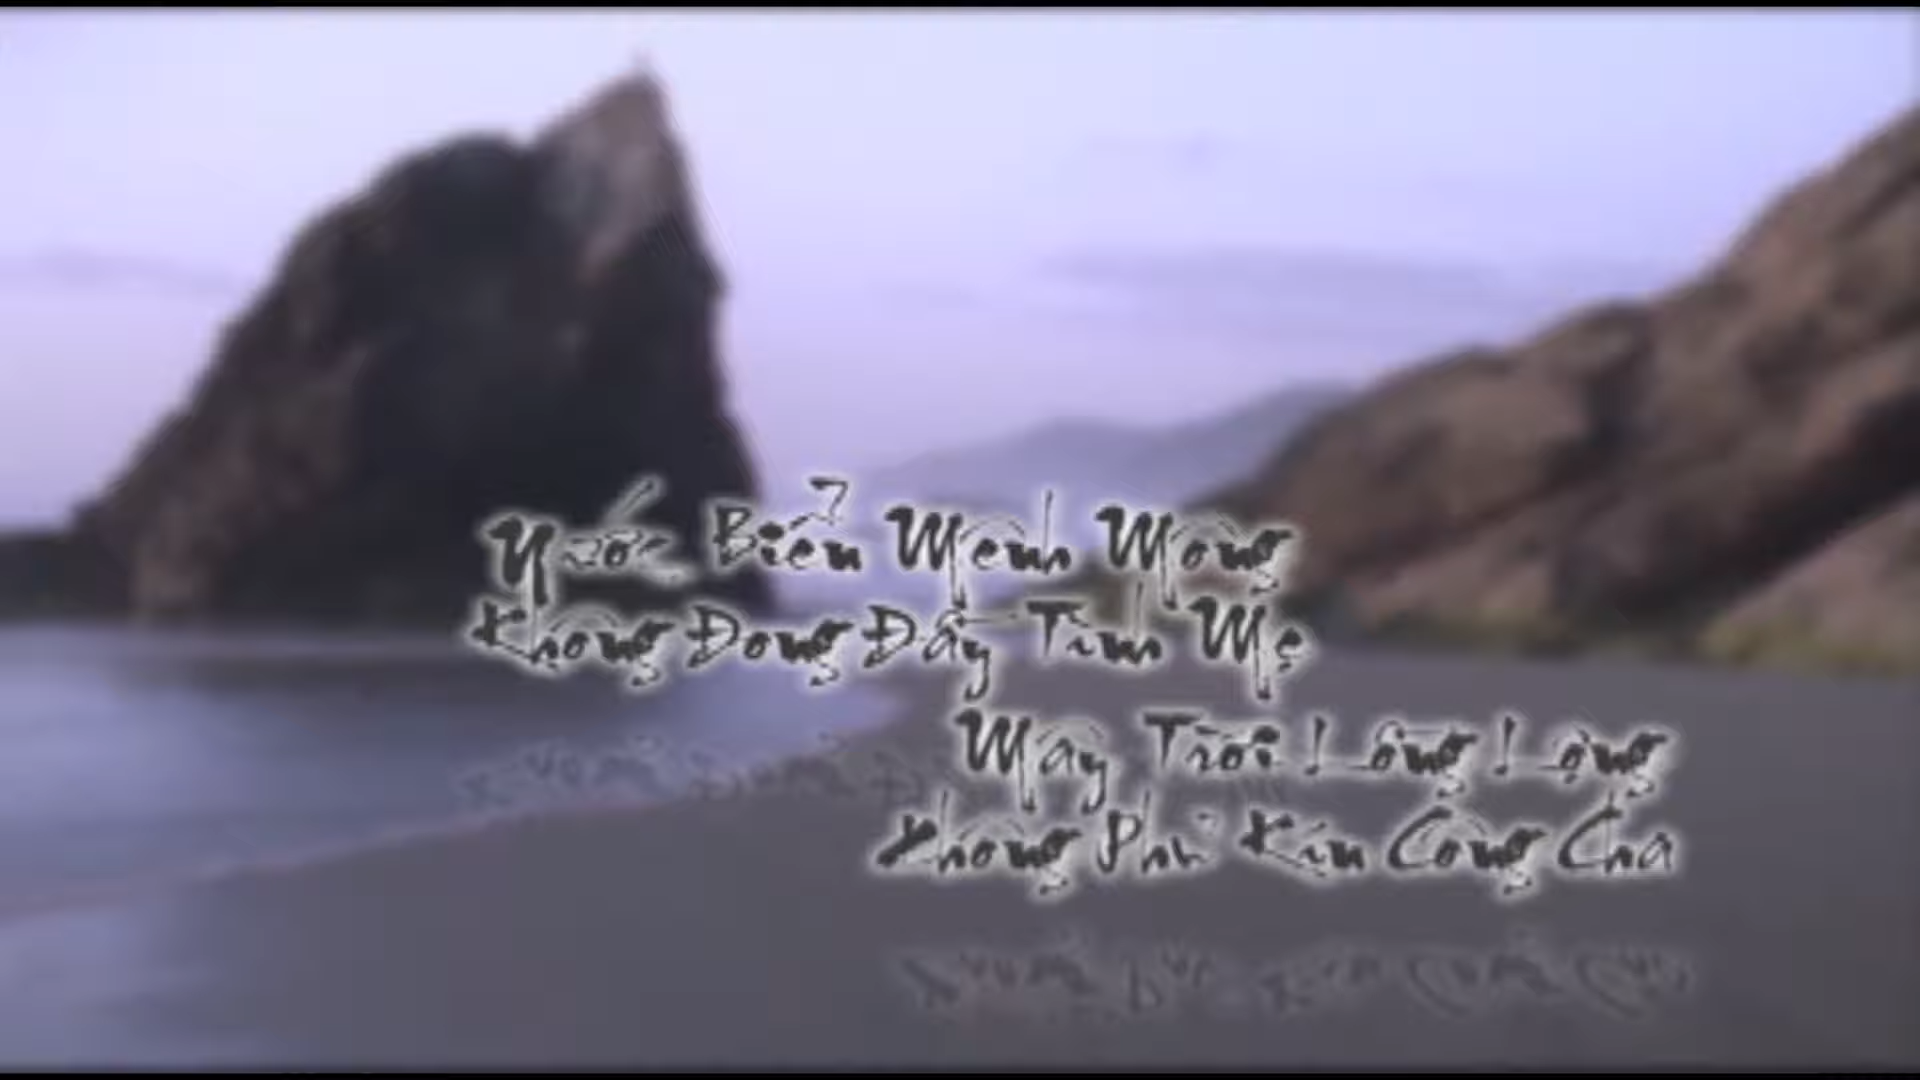 Nước Biển Mênh Mông
Không Đong Đầy Tình Mẹ
Mây Trời Lồng Lộng
Không Phủ Kín Công Cha